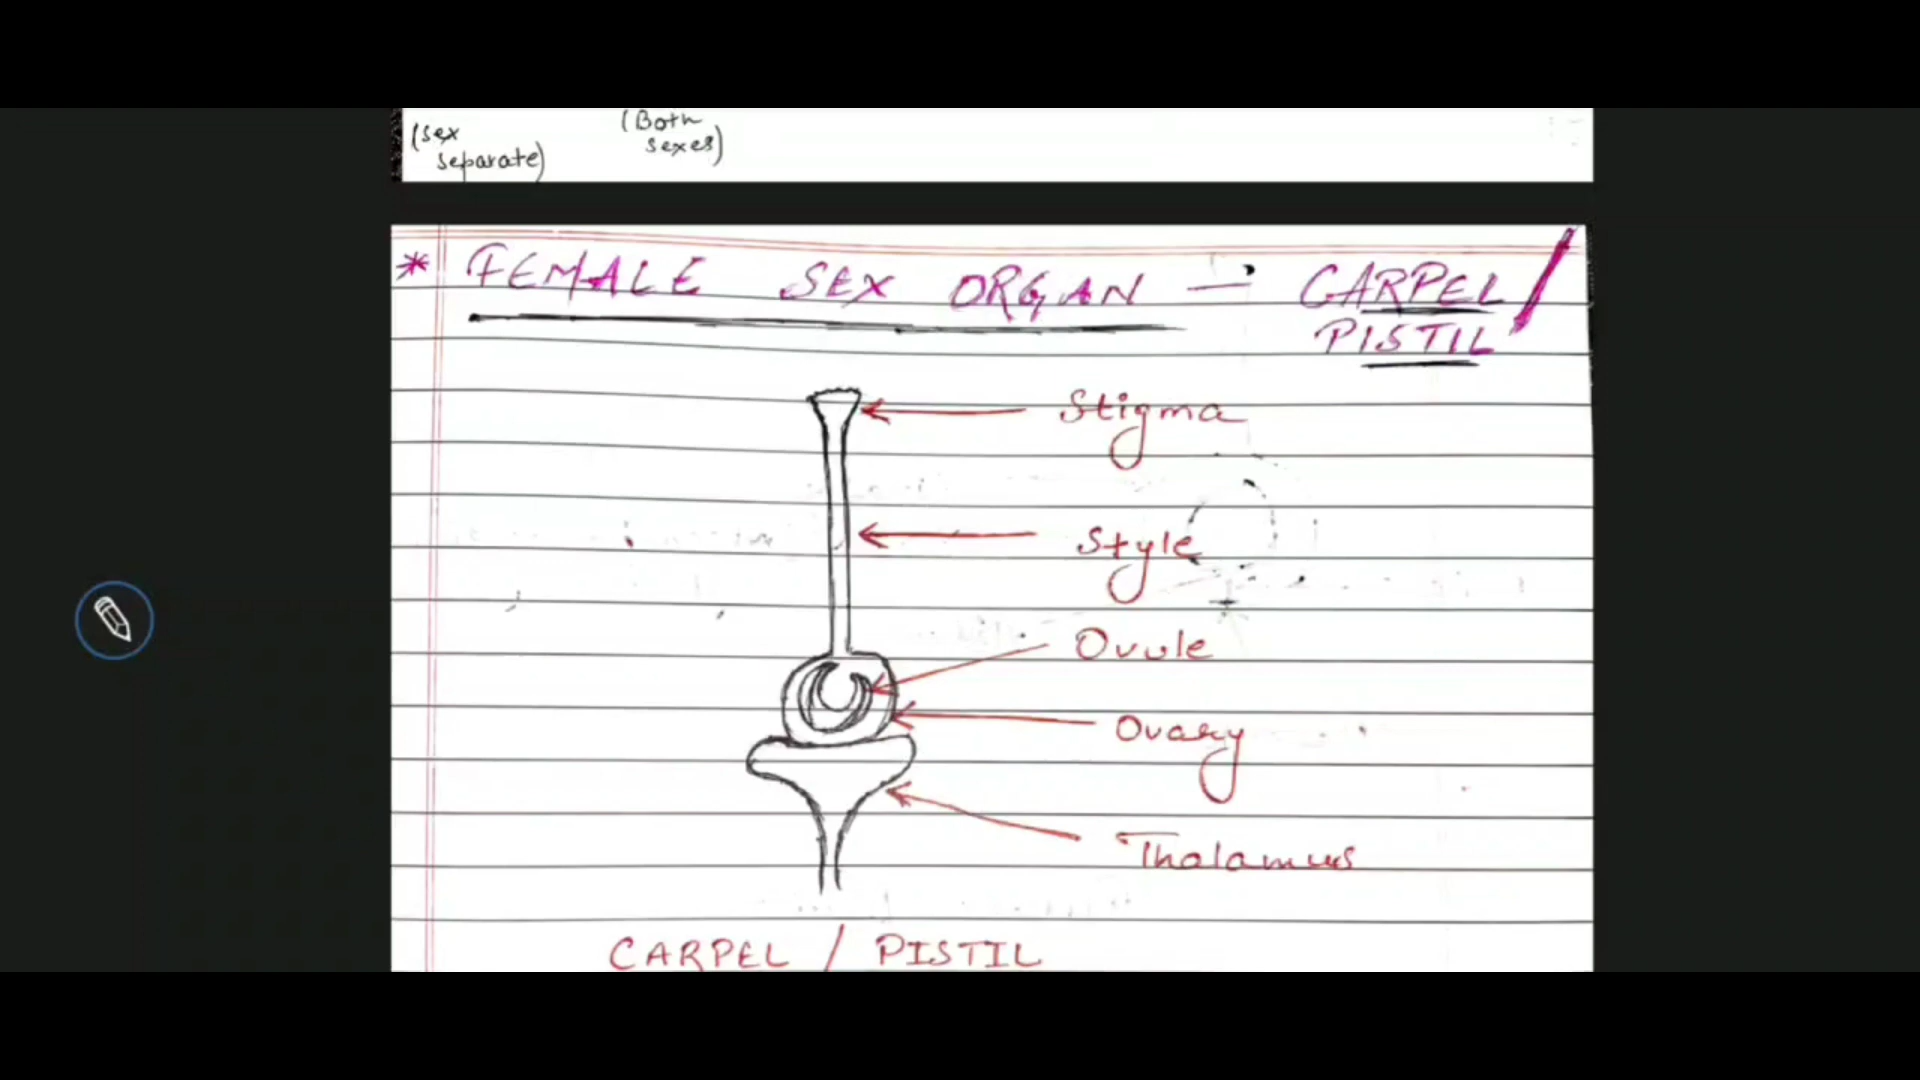 (sex
separate)
(Both
sexes)
* FEMALE SEX ORGAN - CARPEL/
PISTIL
Stigma
Style
Ovule
Ovary
Thalamus
CARPEL / PISTIL